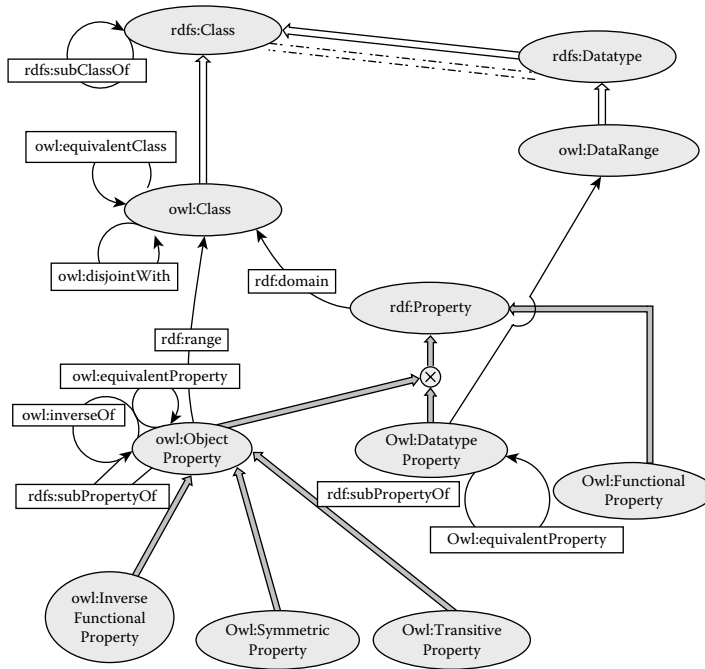 rdfs:Class
rdfs:Datatype
rdfs:subClassOf
owl:equivalentClass
owl:DataRange
owl:Class
owl:disjointWith
rdf:domain
rdf:Property
rdf:range
owl:equivalentProperty
owl:inverseOf
owl:Object
Property
Owl:Datatype
Property
rdfs:subPropertyOf
rdf:subPropertyOf
Owl:Functional
Property
Owl:equivalentProperty
owl:Inverse
Functional
Property
Owl:Symmetric
Property
Owl:Transitive
Property